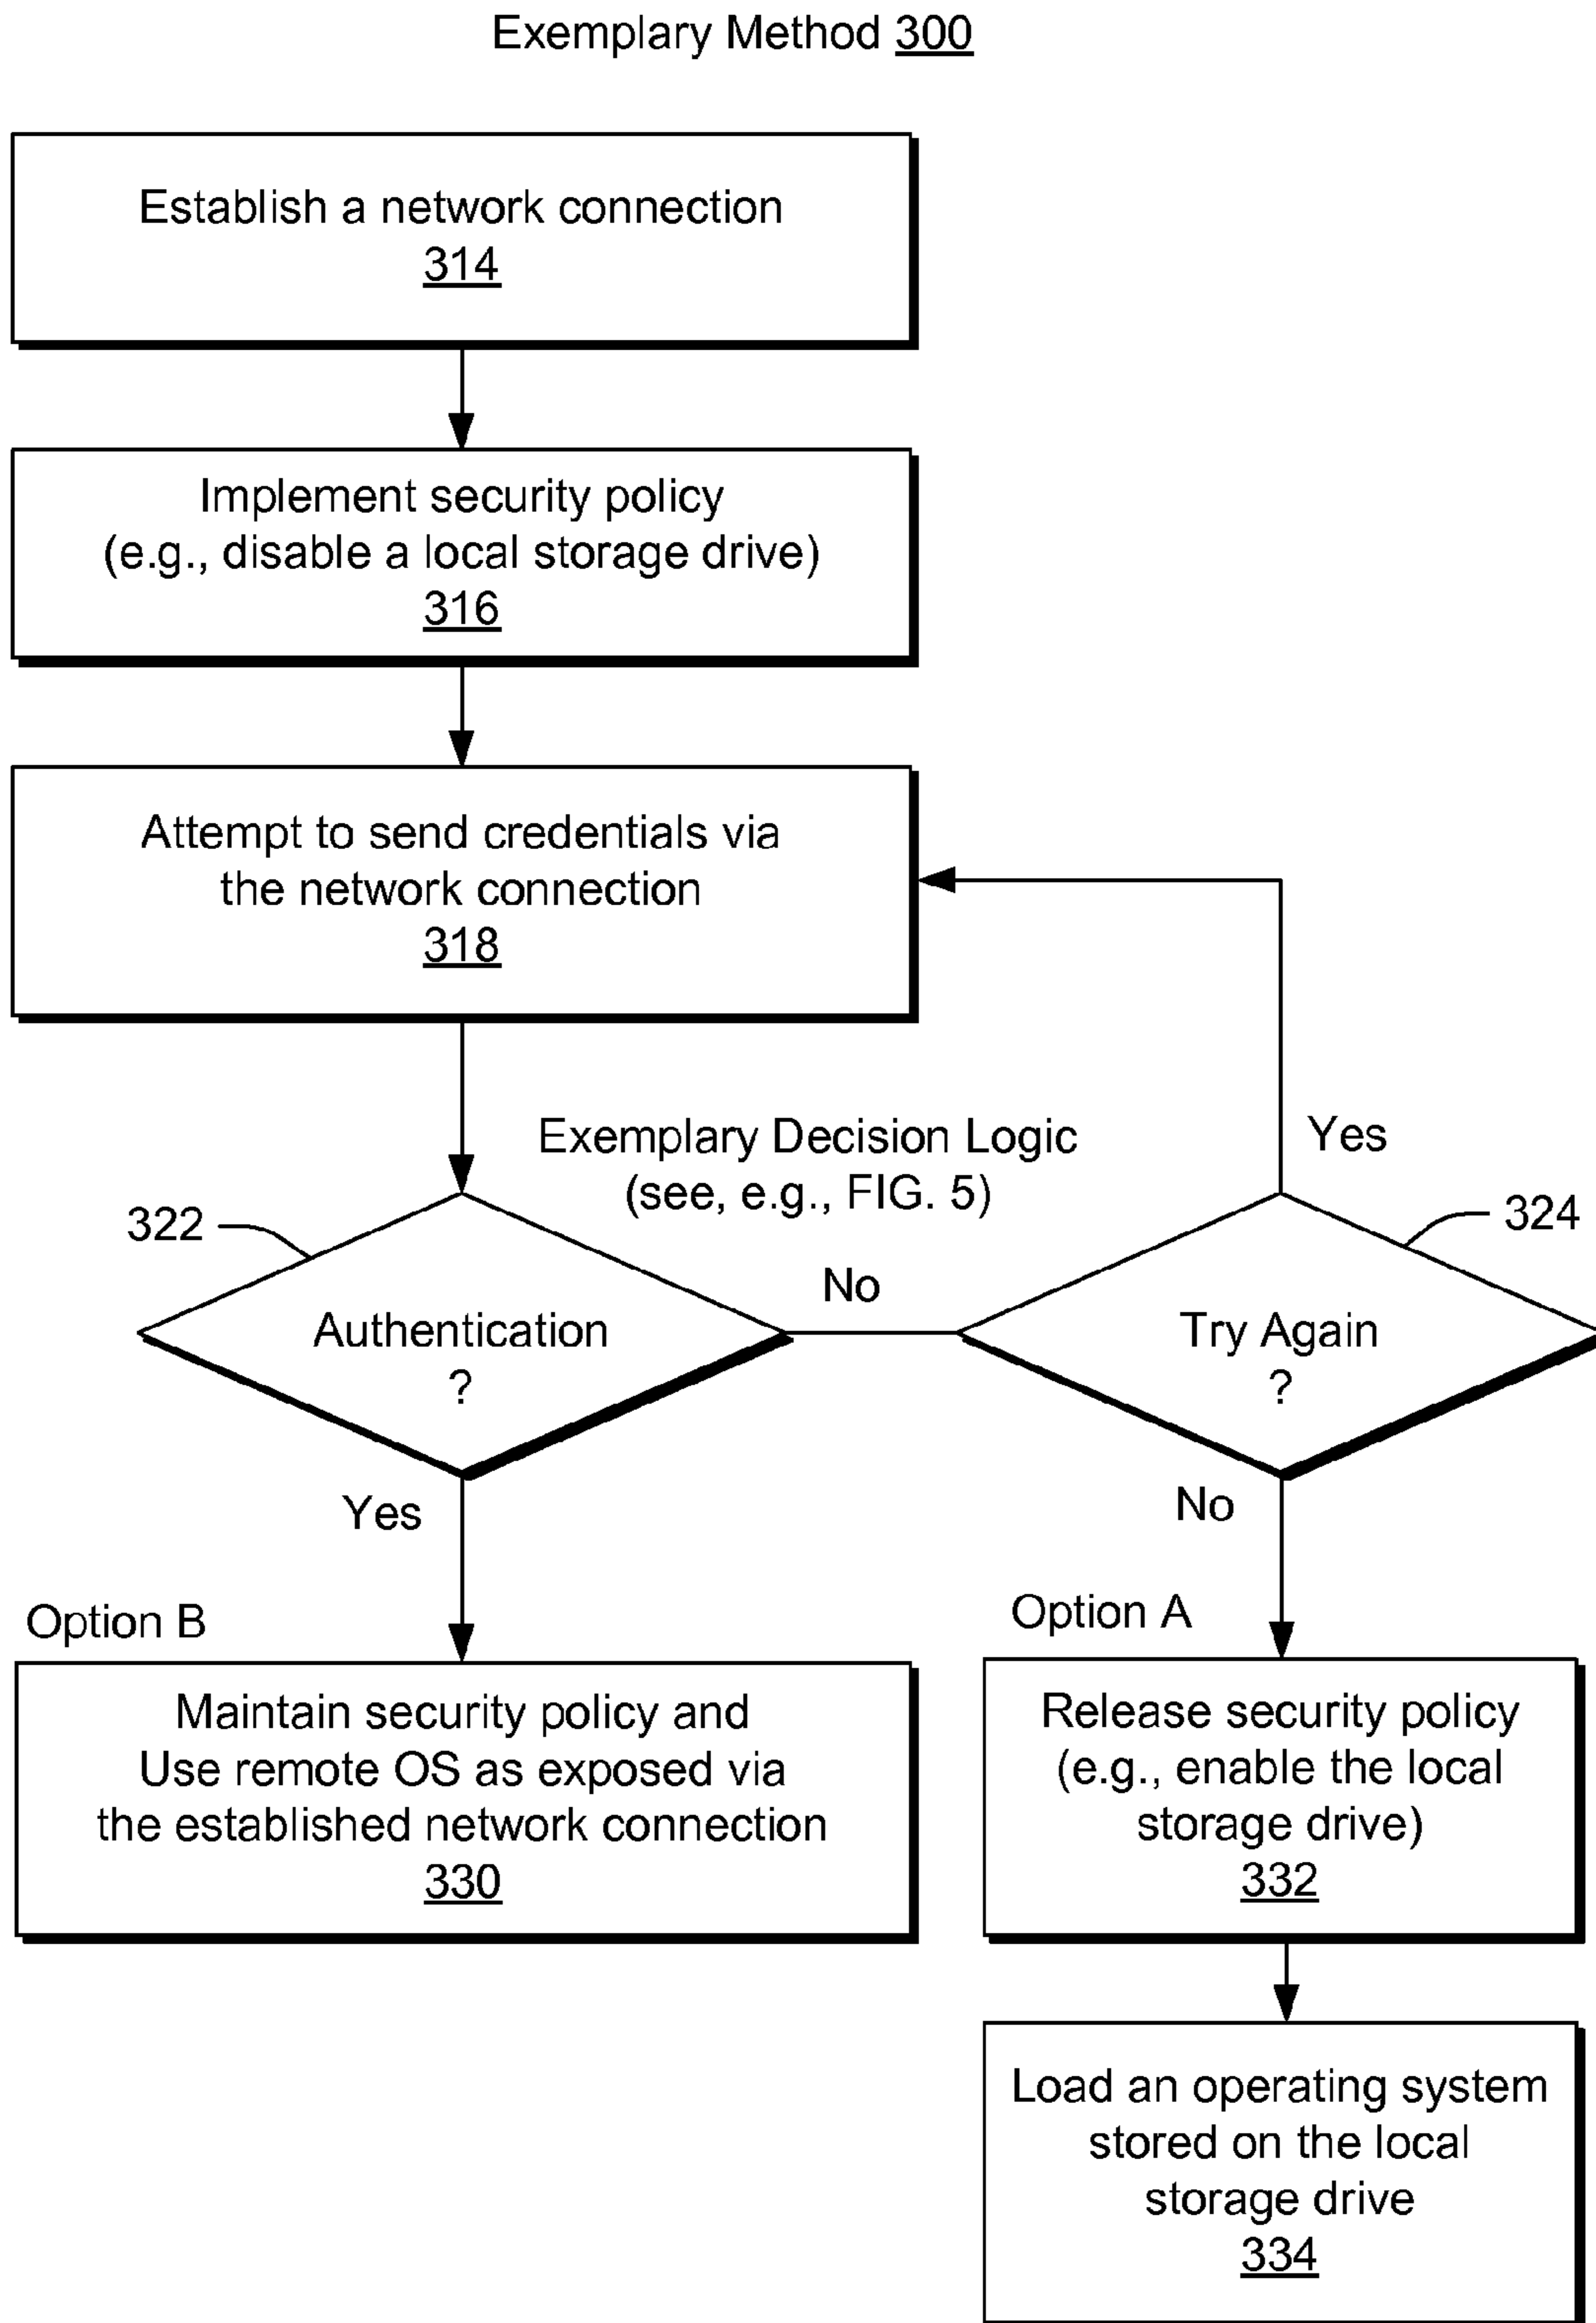 Exemplary Method 300
Establish a network connection
314
Implement security policy
(e.g., disable a local storage drive)
316
Attempt to send credentials via
the network connection
318
Exemplary Decision Logic
(see, e.g., FIG. 5)
Yes
322
324
Authentication
?
No
Try Again
?
Yes
No
Option B
Maintain security policy and
Use remote OS as exposed via
the established network connection
330
Option A
Release security policy
(e.g., enable the local
storage drive)
332
Load an operating system
stored on the local
storage drive
334